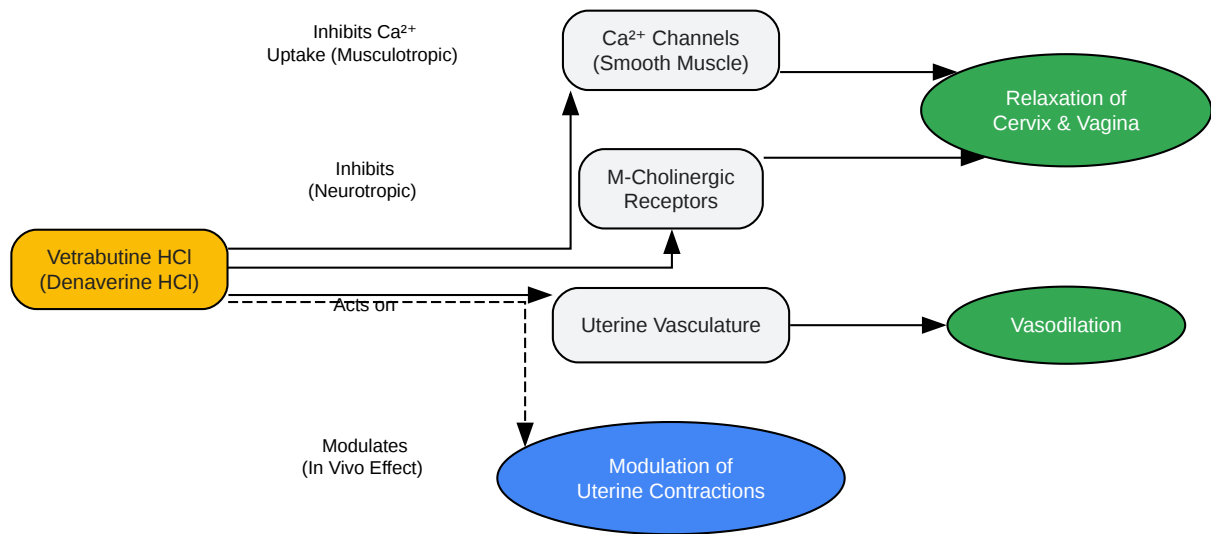 Inhibits Ca²⁺
Uptake (Musculotropic)
Ca²⁺ Channels
(Smooth Muscle)
Relaxation of
Cervix & Vagina
Inhibits
(Neurotropic)
M-Cholinergic
Receptors
Vetrabutine HCl
(Denaverine HCl)
Acts on
Uterine Vasculature
Vasodilation
Modulates
(In Vivo Effect)
Modulation of
Uterine Contractions